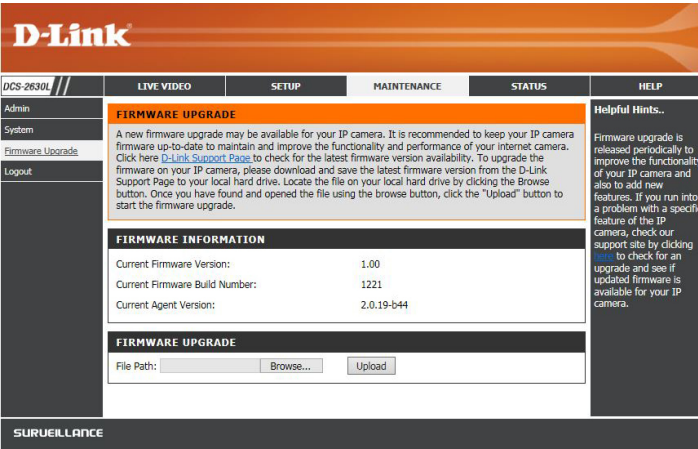 D-Link
DCS-2630L
LIVE VIDEO
SETUP
MAINTENANCE
STATUS
HELP
Admin
System
Firmware Upgrade
Logout
FIRMWARE UPGRADE
A new firmware upgrade may be available for your IP camera. It is recommended to keep your IP camera
firmware up-to-date to maintain and improve the functionality and performance of your internet camera.
Click here D-Link Support Page to check for the latest firmware version availability. To upgrade the
firmware on your IP camera, please download and save the latest firmware version from the D-Link
Support Page to your local hard drive. Locate the file on your local hard drive by clicking the Browse
button. Once you have found and opened the file using the browse button, click the "Upload" button to
start the firmware upgrade.
FIRMWARE INFORMATION
Current Firmware Version: 1.00
Current Firmware Build Number: 1221
Current Agent Version: 2.0.19-b44
FIRMWARE UPGRADE
File Path: Browse... Upload
Helpful Hints..
Firmware upgrade is
released periodically to
improve the functionality
of your IP camera and
also to add new
features. If you run into
a problem with a specific
feature of the IP
camera, check our
support site by clicking
here to check for an
upgrade and see if
updated firmware is
available for your IP
camera.
SURVEILLANCE